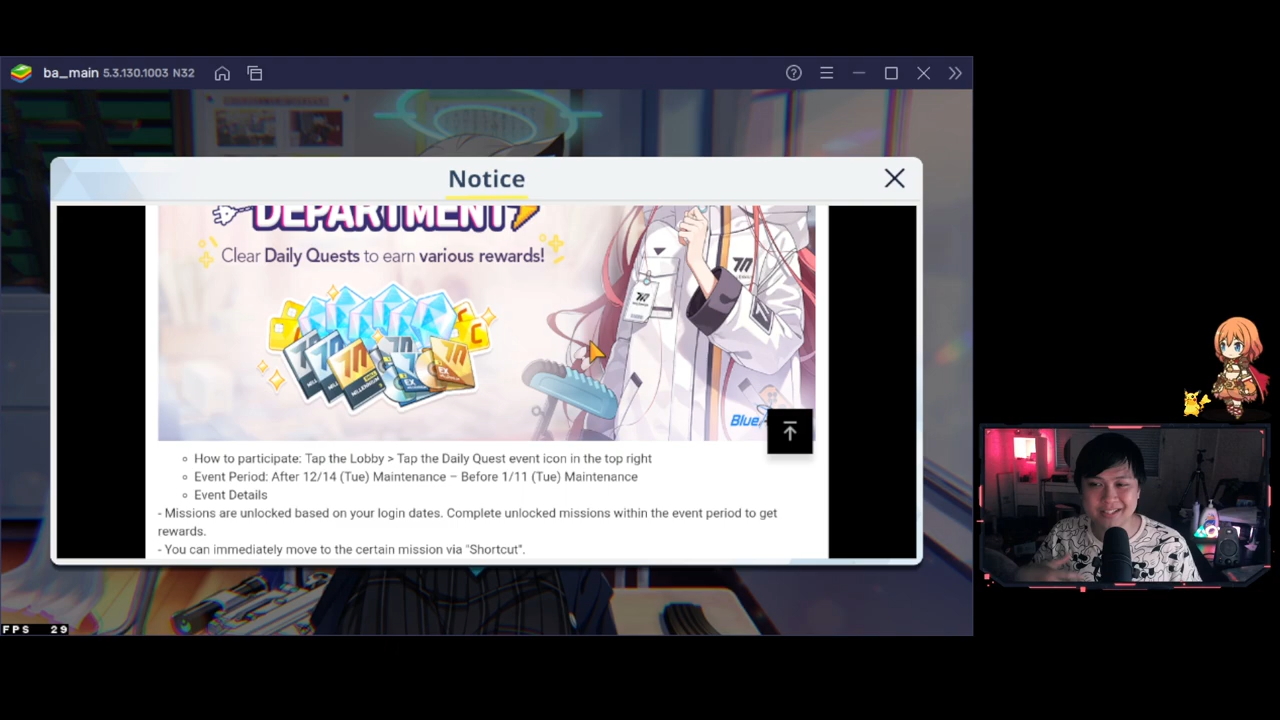 ba_main 5.3.130.1003 N32
Notice
DEPARTMENT
Clear Daily Quests to earn various rewards!
EX
EX
Blue
How to participate: Tap the Lobby > Tap the Daily Quest event icon in the top right
Event Period: After 12/14 (Tue) Maintenance – Before 1/11 (Tue) Maintenance
Event Details
- Missions are unlocked based on your login dates. Complete unlocked missions within the event period to get
rewards.
- You can immediately move to the certain mission via "Shortcut".
FPS 29